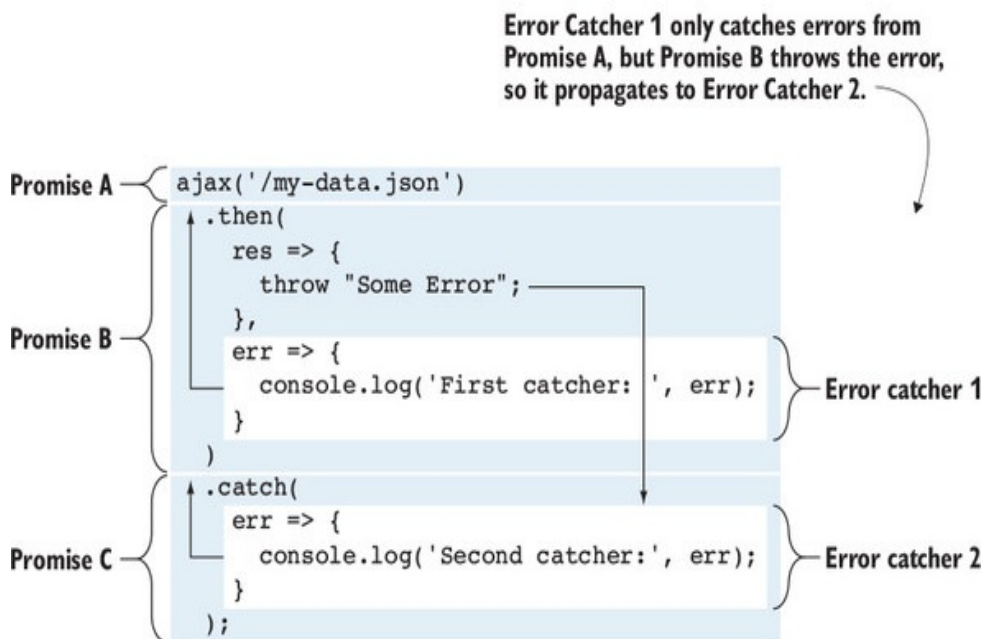 Error Catcher 1 only catches errors from
Promise A, but Promise B throws the error,
so it propagates to Error Catcher 2.
Promise A
ajax('/my-data.json')
.then(
res => {
throw "Some Error";
},
Promise B
err => {
console.log('First catcher: ', err);
}
Error catcher 1
)
.catch(
err => {
Promise C
console.log('Second catcher:', err);
}
Error catcher 2
);